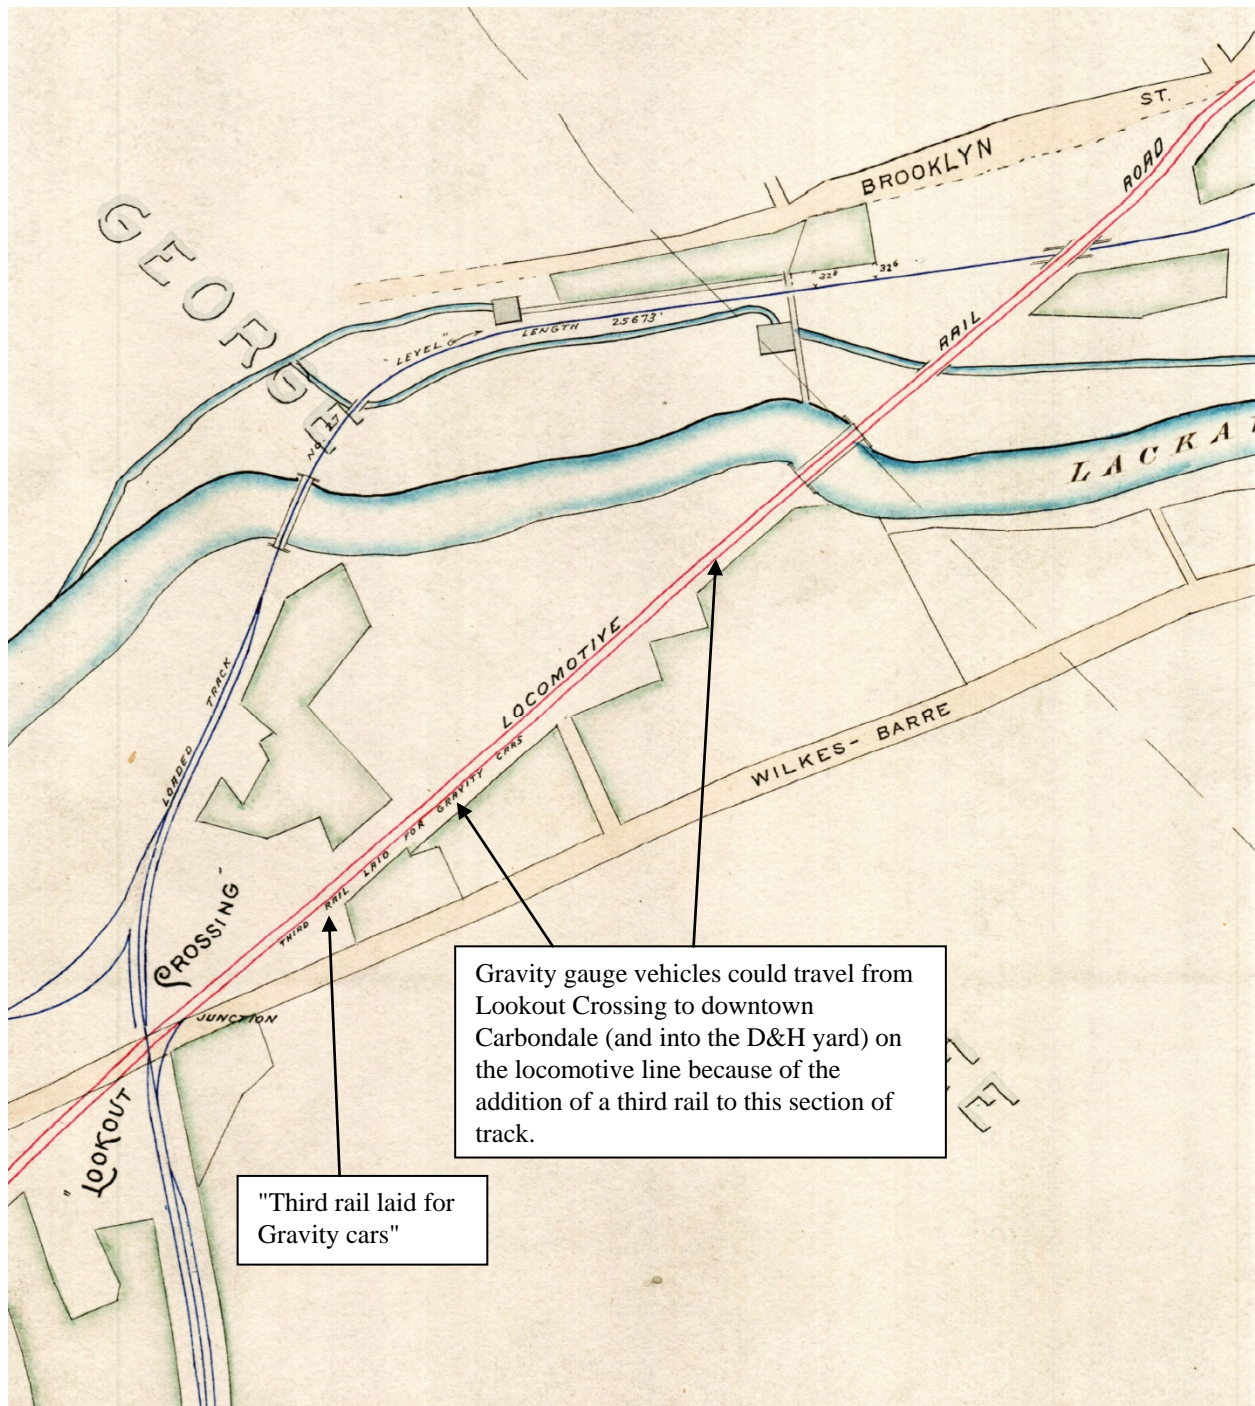 ST.
BROOKLYN
ROAD
GEORGE
32⁸
32⁶
"LEVEL"
LENGTH 25673'
RAIL
No. 27
LACKA
LOCOMOTIVE
LOADED TRACK
WILKES-BARRE
THIRD RAIL LAID FOR GRAVITY CARS
"LOOKOUT CROSSING"
JUNCTION
Gravity gauge vehicles could travel from
Lookout Crossing to downtown
Carbondale (and into the D&H yard) on
the locomotive line because of the
addition of a third rail to this section of
track.
"Third rail laid for
Gravity cars"